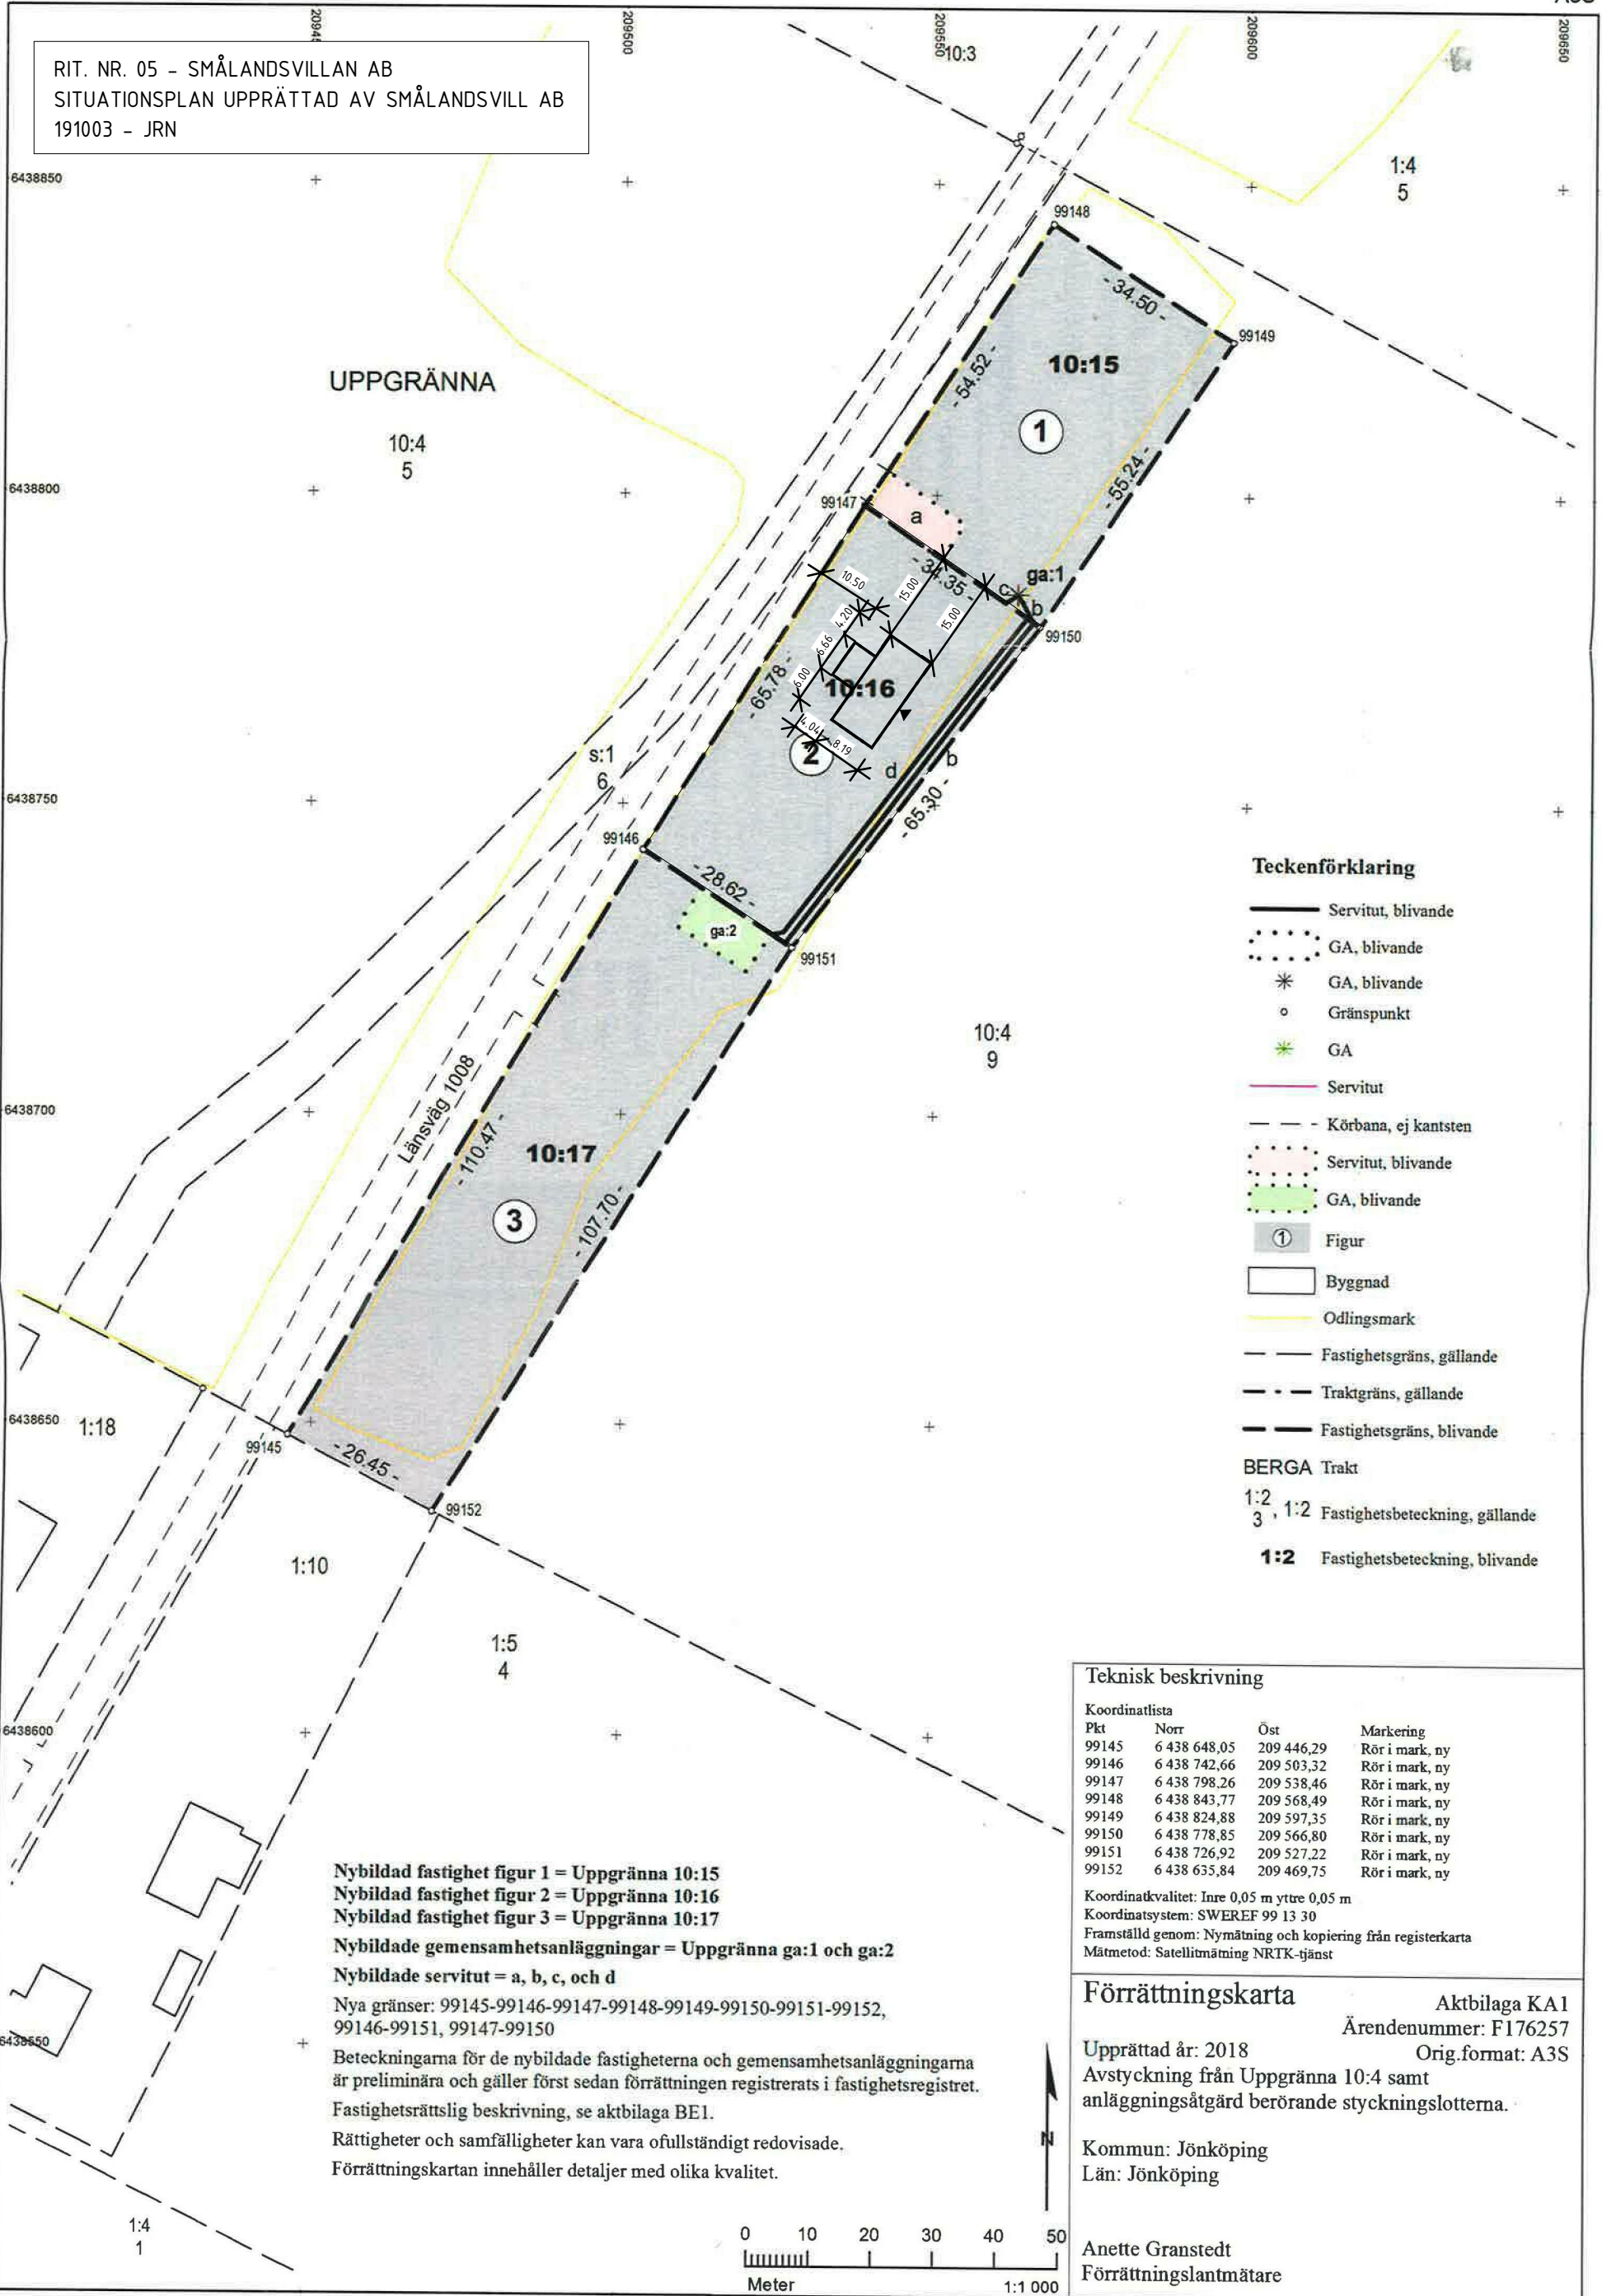 RIT. NR. 05 - SMÅLANDSVILLAN AB
SITUATIONSPLAN UPPRÄTTAD AV SMÅLANDSVILL AB
191003 - JRN
209500
209550
209600
209650
10:3
6438850
1:4
5
99148
- 34.50 -
99149
UPPGRÄNNA
10:4
5
- 54.52 -
10:15
1
- 55.24 -
6438800
99147
a
- 34.35 -
c
ga:1
b
99150
10.50
15.00
15.00
4.20
6.66
6.00
10:16
- 65.78 -
4.04
8.19
2
d
b
- 65.30 -
s:1
6
6438750
99146
- 28.62 -
ga:2
99151
10:4
9
Länsväg 1008
6438700
- 110.47 -
10:17
3
- 107.70 -
6438650
1:18
99145
- 26.45 -
99152
1:10
1:5
4
6438600
6438550
1:4
1
Teckenförklaring
Servitut, blivande
GA, blivande
GA, blivande
Gränspunkt
GA
Servitut
Körbana, ej kantsten
Servitut, blivande
GA, blivande
1 Figur
Byggnad
Odlingsmark
Fastighetsgräns, gällande
Traktgräns, gällande
Fastighetsgräns, blivande
BERGA Trakt
1:2
3 , 1:2 Fastighetsbeteckning, gällande
1:2 Fastighetsbeteckning, blivande
Teknisk beskrivning
Koordinatlista
Pkt Norr Öst Markering
99145 6 438 648,05 209 446,29 Rör i mark, ny
99146 6 438 742,66 209 503,32 Rör i mark, ny
99147 6 438 798,26 209 538,46 Rör i mark, ny
99148 6 438 843,77 209 568,49 Rör i mark, ny
99149 6 438 824,88 209 597,35 Rör i mark, ny
99150 6 438 778,85 209 566,80 Rör i mark, ny
99151 6 438 726,92 209 527,22 Rör i mark, ny
99152 6 438 635,84 209 469,75 Rör i mark, ny
Koordinatkvalitet: Inre 0,05 m yttre 0,05 m
Koordinatsystem: SWEREF 99 13 30
Framställd genom: Nymätning och kopiering från registerkarta
Mätmetod: Satellitmätning NRTK-tjänst
Nybildad fastighet figur 1 = Uppgränna 10:15
Nybildad fastighet figur 2 = Uppgränna 10:16
Nybildad fastighet figur 3 = Uppgränna 10:17
Nybildade gemensamhetsanläggningar = Uppgränna ga:1 och ga:2
Nybildade servitut = a, b, c, och d
Nya gränser: 99145-99146-99147-99148-99149-99150-99151-99152,
99146-99151, 99147-99150
Beteckningarna för de nybildade fastigheterna och gemensamhetsanläggningarna
är preliminära och gäller först sedan förrättningen registrerats i fastighetsregistret.
Fastighetsrättslig beskrivning, se aktbilaga BE1.
Rättigheter och samfälligheter kan vara ofullständigt redovisade.
Förrättningskartan innehåller detaljer med olika kvalitet.
N
0 10 20 30 40 50
Meter 1:1 000
Förrättningskarta
Aktbilaga KA1
Ärendenummer: F176257
Upprättad år: 2018 Orig.format: A3S
Avstyckning från Uppgränna 10:4 samt
anläggningsåtgärd berörande styckningslotterna.
Kommun: Jönköping
Län: Jönköping
Anette Granstedt
Förrättningslantmätare